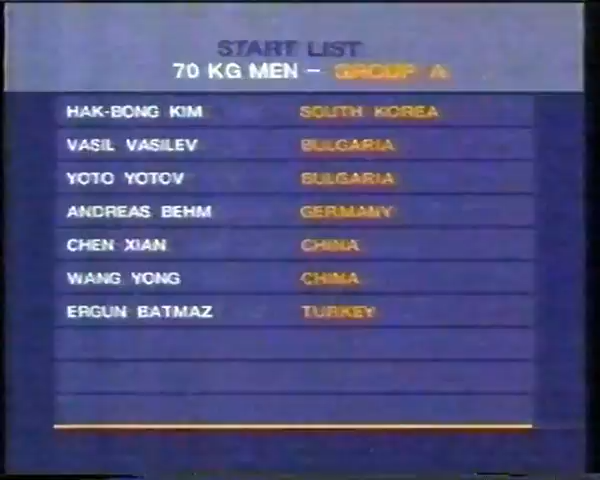 START LIST
70 KG MEN - GROUP A
HAK-BONG KIM SOUTH KOREA
VASIL VASILEV BULGARIA
YOTO YOTOV BULGARIA
ANDREAS BEHM GERMANY
CHEN XIAN CHINA
WANG YONG CHINA
ERGUN BATMAZ TURKEY